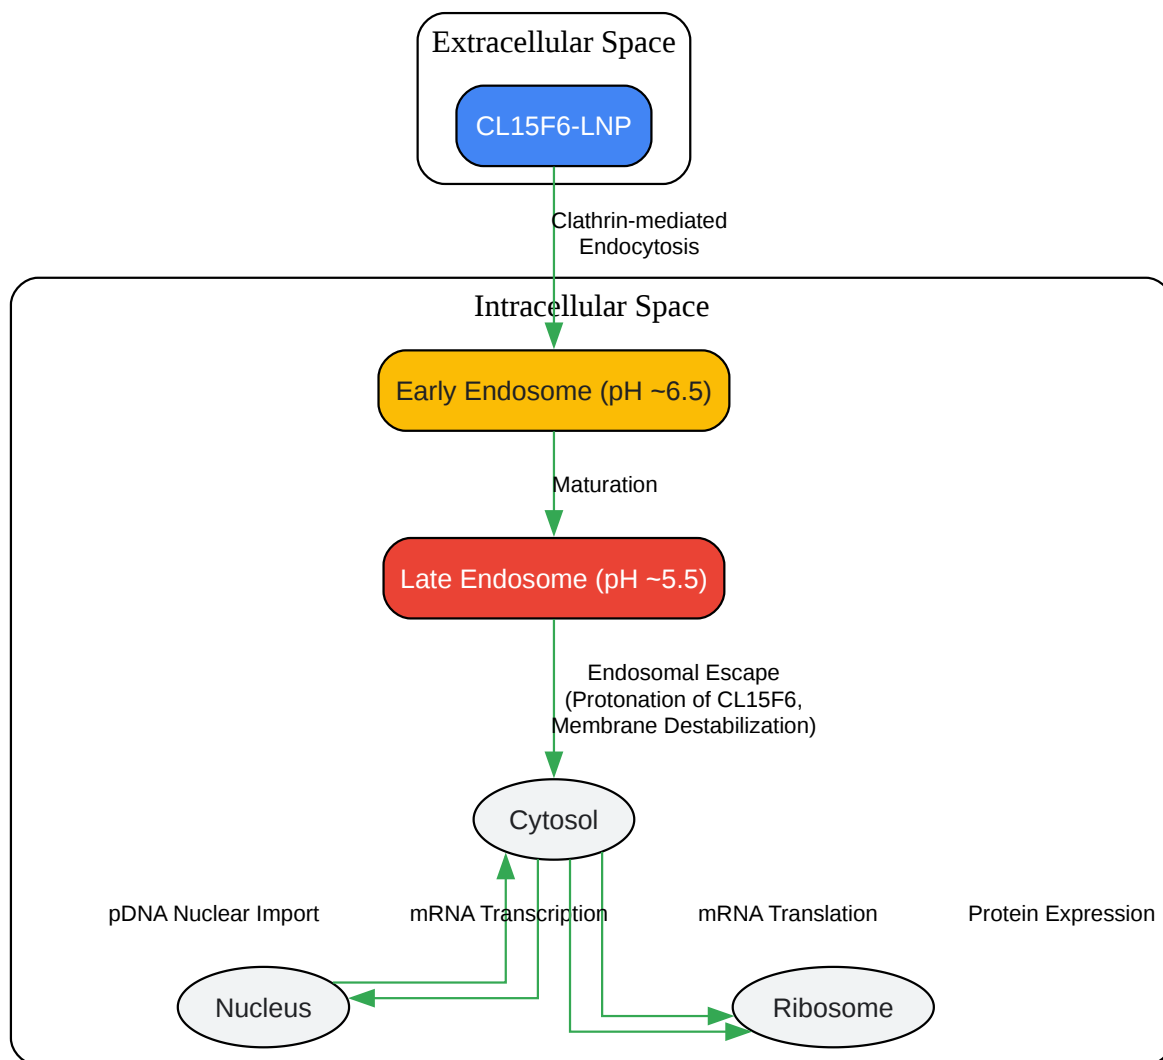 Extracellular Space
CL15F6-LNP
Clathrin-mediated
Endocytosis
Intracellular Space
Early Endosome (pH ~6.5)
Maturation
Late Endosome (pH ~5.5)
Endosomal Escape
(Protonation of CL15F6,
Membrane Destabilization)
Cytosol
pDNA Nuclear Import
mRNA Transcription
mRNA Translation
Protein Expression
Nucleus
Ribosome